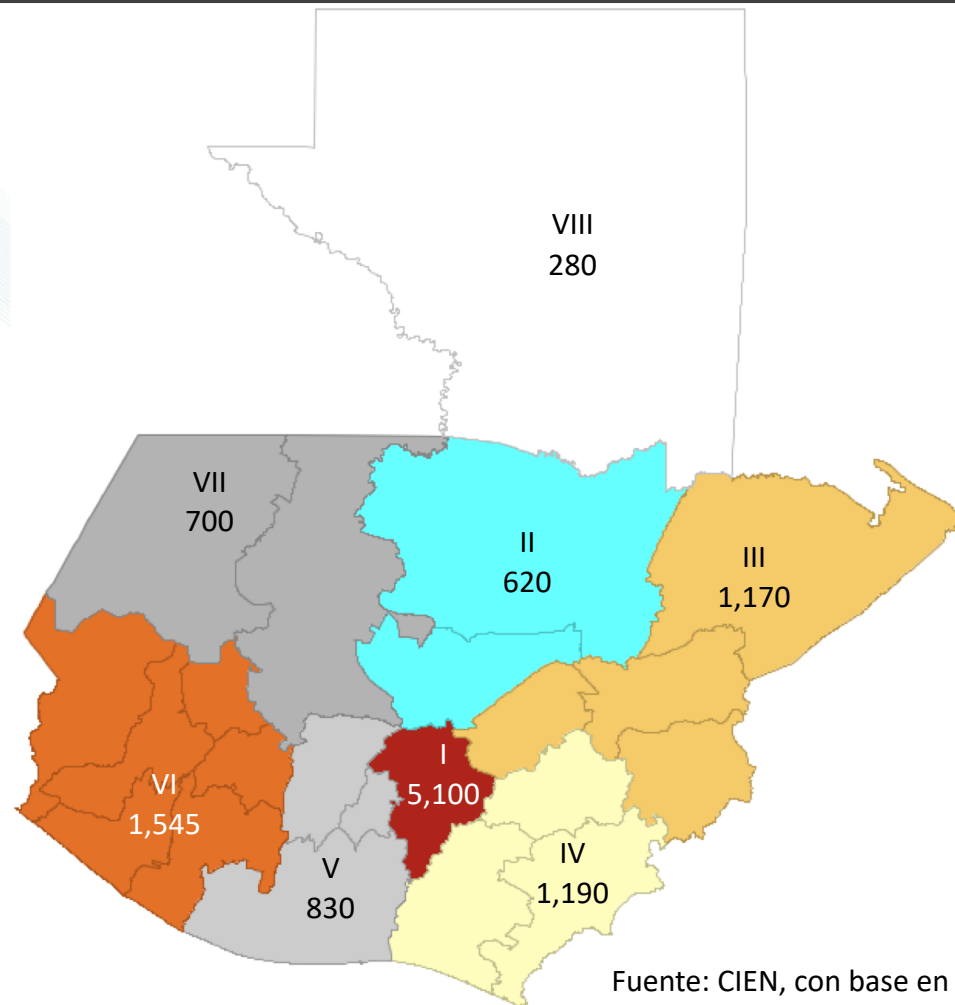 VIII
280
VII
700
II
620
III
1,170
I
5,100
VI
1,545
IV
1,190
V
830
Fuente: CIEN, con base en